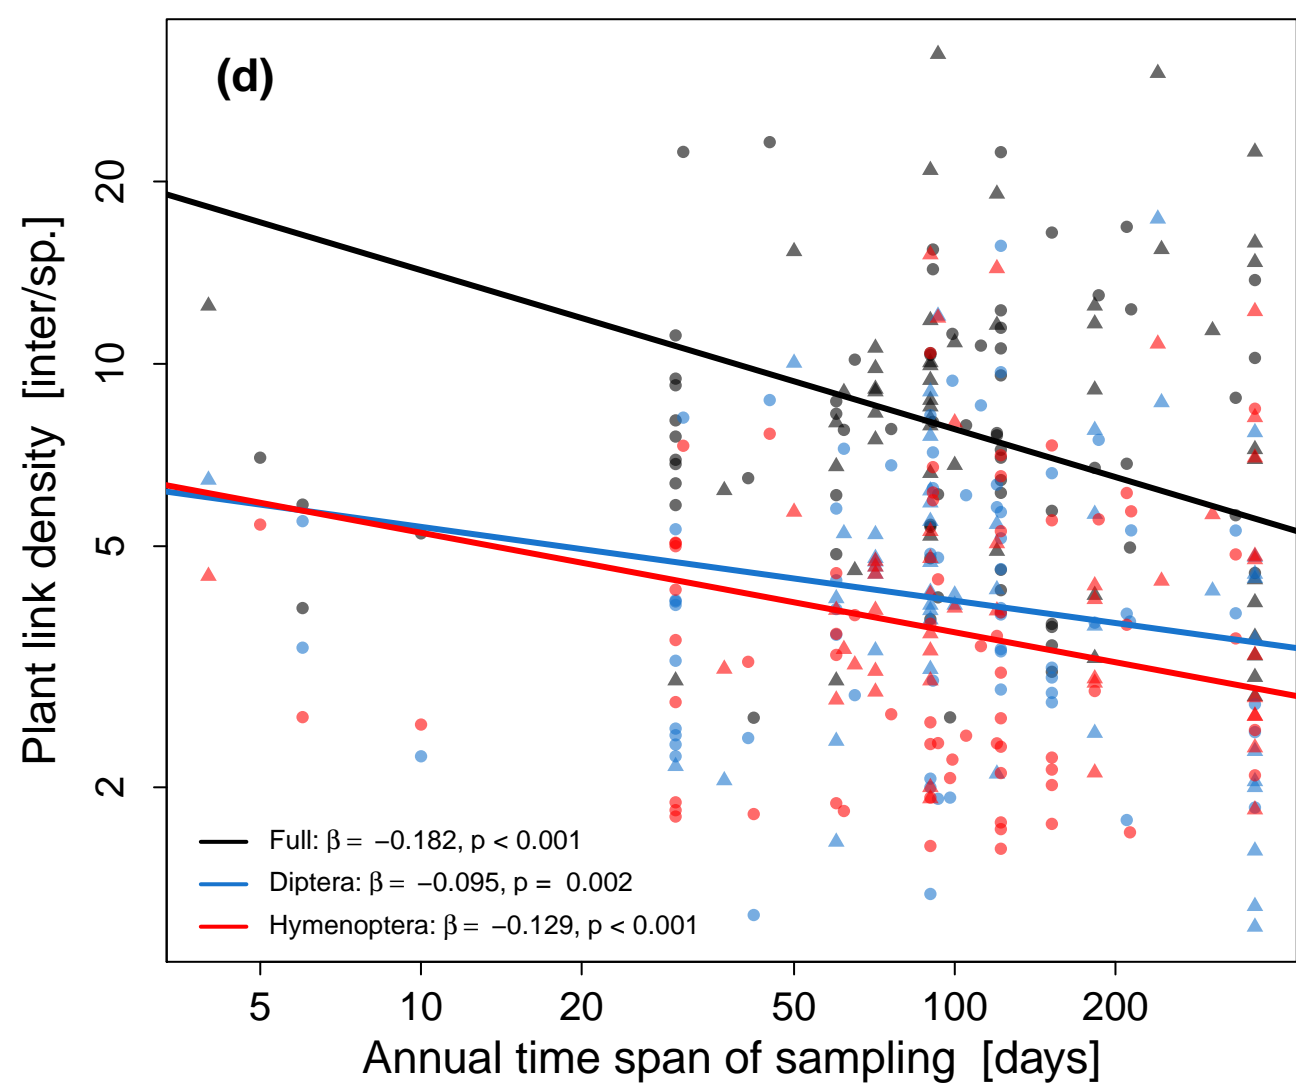 (d)
Plant link density [inter/sp.]
20
10
5
2
Full: β = −0.182, p < 0.001
Diptera: β = −0.095, p = 0.002
Hymenoptera: β = −0.129, p < 0.001
5 10 20 50 100 200
Annual time span of sampling [days]